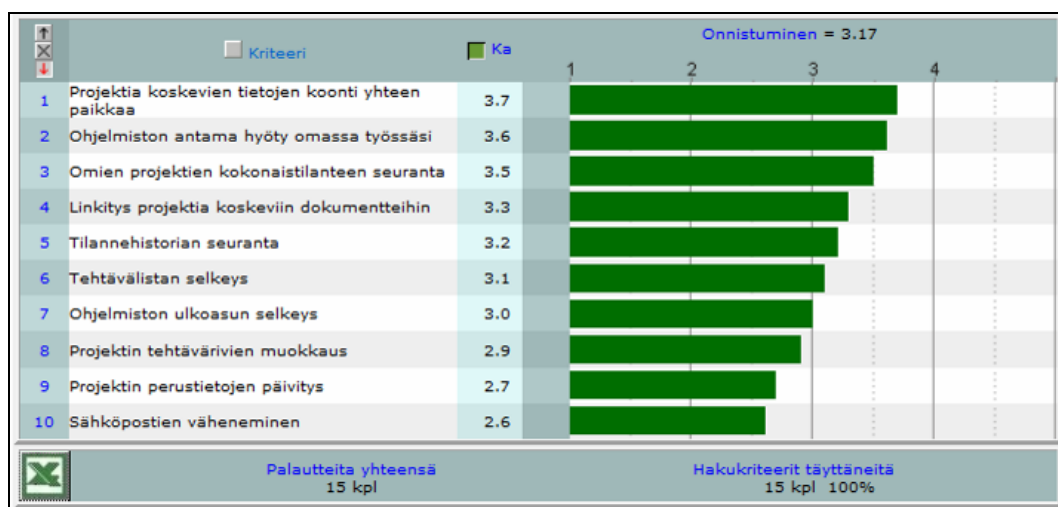 Onnistuminen = 3.17
Kriteeri
Ka
1 2 3 4
1 Projektia koskevien tietojen koonti yhteen
paikkaa 3.7
2 Ohjelmiston antama hyöty omassa työssäsi 3.6
3 Omien projektien kokonaistilanteen seuranta 3.5
4 Linkitys projektia koskeviin dokumentteihin 3.3
5 Tilannehistorian seuranta 3.2
6 Tehtävälistan selkeys 3.1
7 Ohjelmiston ulkoasun selkeys 3.0
8 Projektin tehtävärivien muokkaus 2.9
9 Projektin perustietojen päivitys 2.7
10 Sähköpostien väheneminen 2.6
Palautteita yhteensä
15 kpl
Hakukriteerit täyttäneitä
15 kpl 100%